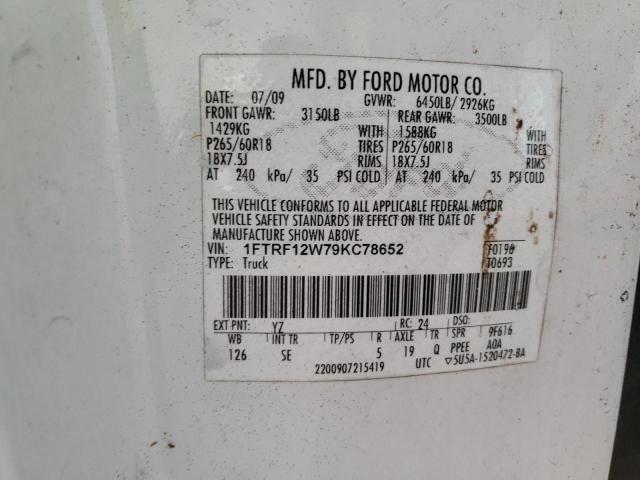 MFD. BY FORD MOTOR CO.
DATE: 07/09 GVWR: 6450LB/ 2926KG
FRONT GAWR: 3150LB REAR GAWR: 3500LB
1429KG WITH 1588KG WITH
P265/60R18 TIRES P265/60R18 TIRES
18X7.5J RIMS 18X7.5J RIMS
AT 240 kPa/ 35 PSI COLD AT 240 kPa/ 35 PSI COLD
THIS VEHICLE CONFORMS TO ALL APPLICABLE FEDERAL MOTOR
VEHICLE SAFETY STANDARDS IN EFFECT ON THE DATE OF
MANUFACTURE SHOWN ABOVE.
VIN: 1FTRF12W79KC78652 F0196
TYPE: Truck T0693
EXT PNT: YZ RC: 24 DSO:
WB INT TR TP/PS R AXLE TR SPR 9F616
126 SE 5 19 Q PPEE A0A
2200907215419 UTC ▽5U5A-1520472-BA